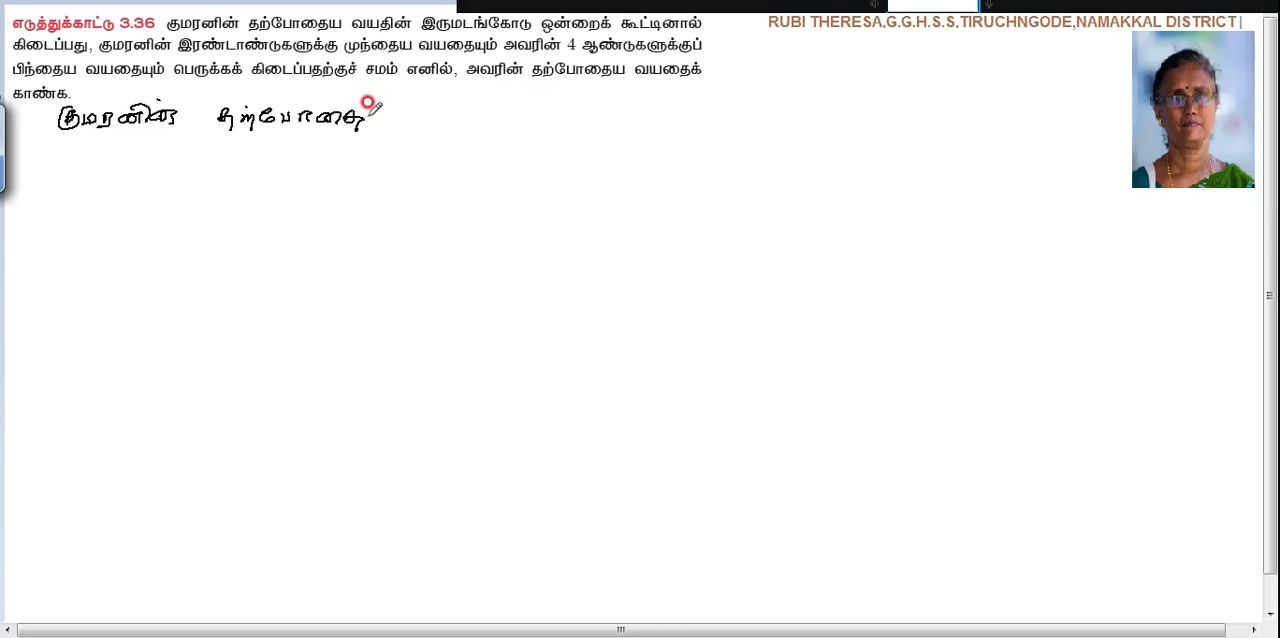 எடுத்துக்காட்டு 3.36 குமரனின் தற்போதைய வயதின் இருமடங்கோடு ஒன்றைக் கூட்டினால்
கிடைப்பது, குமரனின் இரண்டாண்டுகளுக்கு முந்தைய வயதையும் அவரின் 4 ஆண்டுகளுக்குப்
பிந்தைய வயதையும் பெருக்கக் கிடைப்பதற்குச் சமம் எனில், அவரின் தற்போதைய வயதைக்
காண்க.
RUBI THERESA,G.G.H.S.S,TIRUCHNGODE,NAMAKKAL DISTRICT
குமரனின் தற்போதை